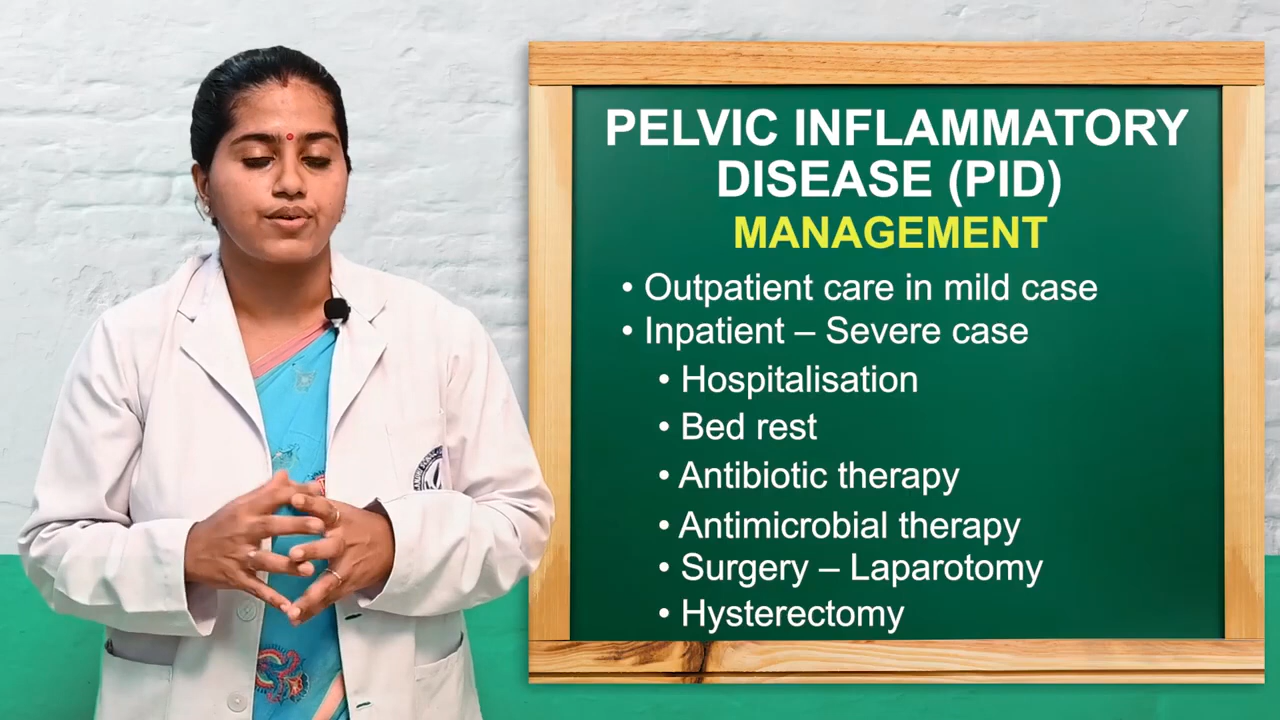 PELVIC INFLAMMATORY
DISEASE (PID)
MANAGEMENT
• Outpatient care in mild case
• Inpatient – Severe case
• Hospitalisation
• Bed rest
• Antibiotic therapy
• Antimicrobial therapy
• Surgery – Laparotomy
• Hysterectomy